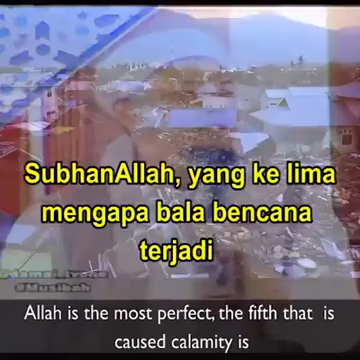 SubhanAllah, yang ke lima
mengapa bala bencana
terjadi
#Musibah
Allah is the most perfect, the fifth that is
caused calamity is